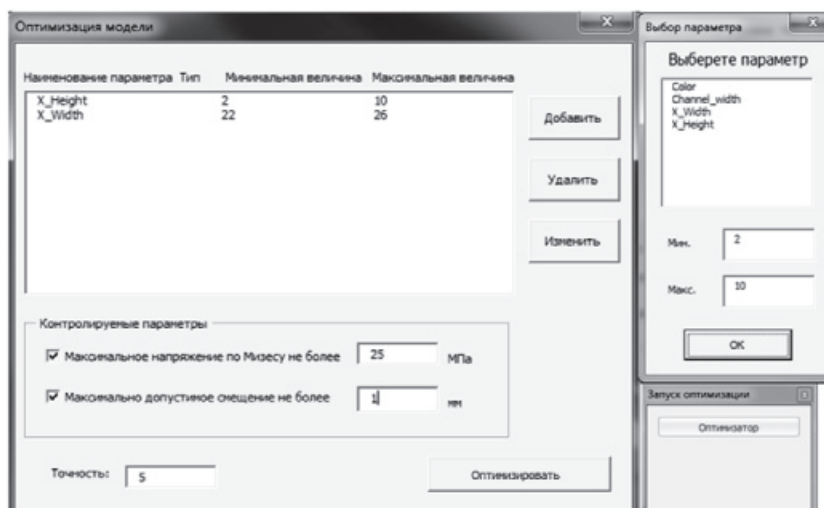 Оптимизация модели
Наименование параметра Тип Минимальная величина Максимальная величина
X_Height 2 10
X_Width 22 26
Добавить
Удалить
Изменить
Контролируемые параметры
Максимальное напряжение по Мизесу не более 25 МПа
Максимально допустимое смещение не более 1 мм
Точность: 5
Оптимизировать
Выбор параметра
Выберете параметр
Color
Channel_width
X_Width
X_Height
Мин. 2
Макс. 10
ОК
Запуск оптимизации
Оптимизатор